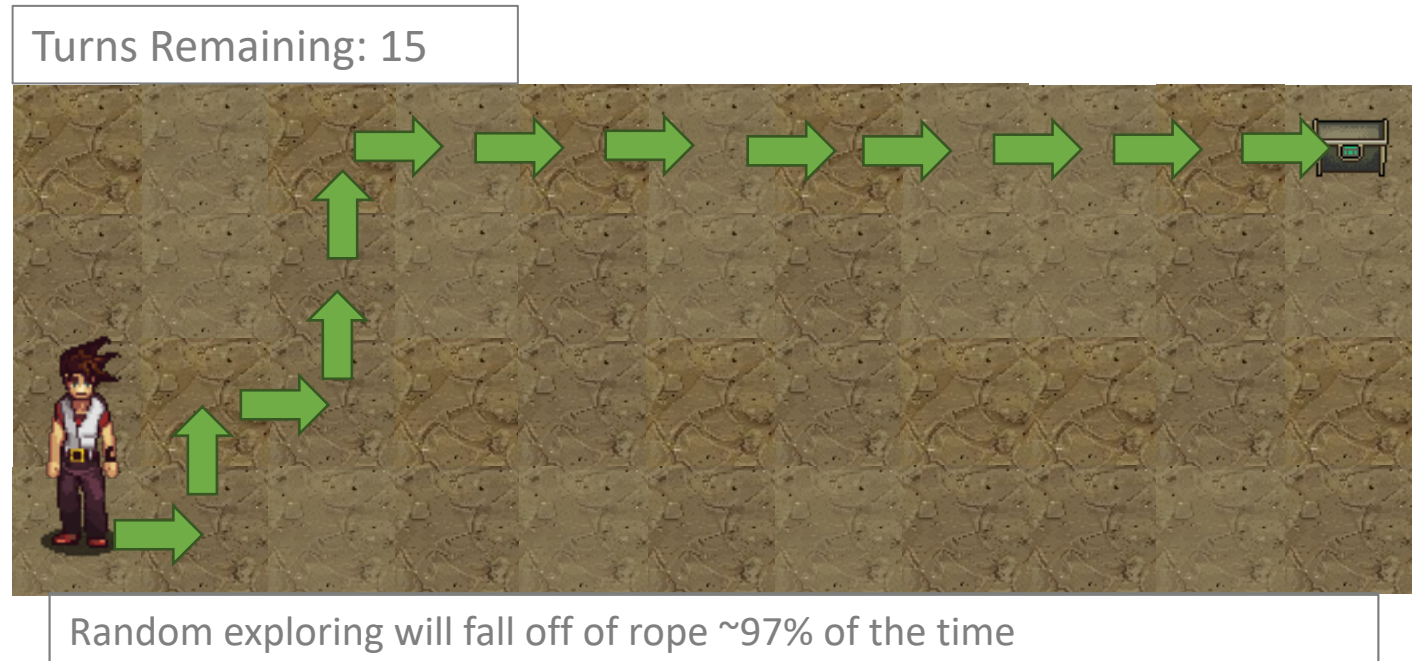 Turns Remaining: 15
Random exploring will fall off of rope ~97% of the time